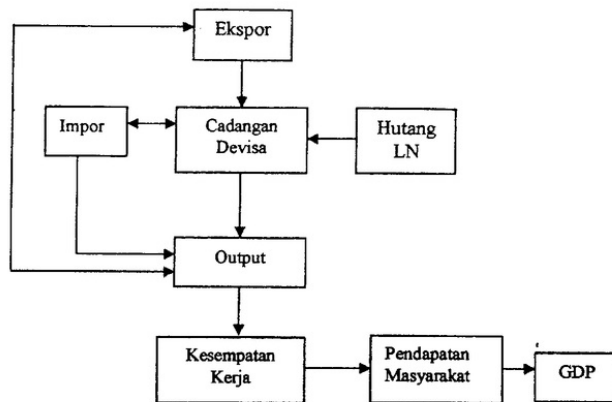 Ekspor
Impor
Cadangan
Devisa
Hutang
LN
Output
Kesempatan
Kerja
Pendapatan
Masyarakat
GDP